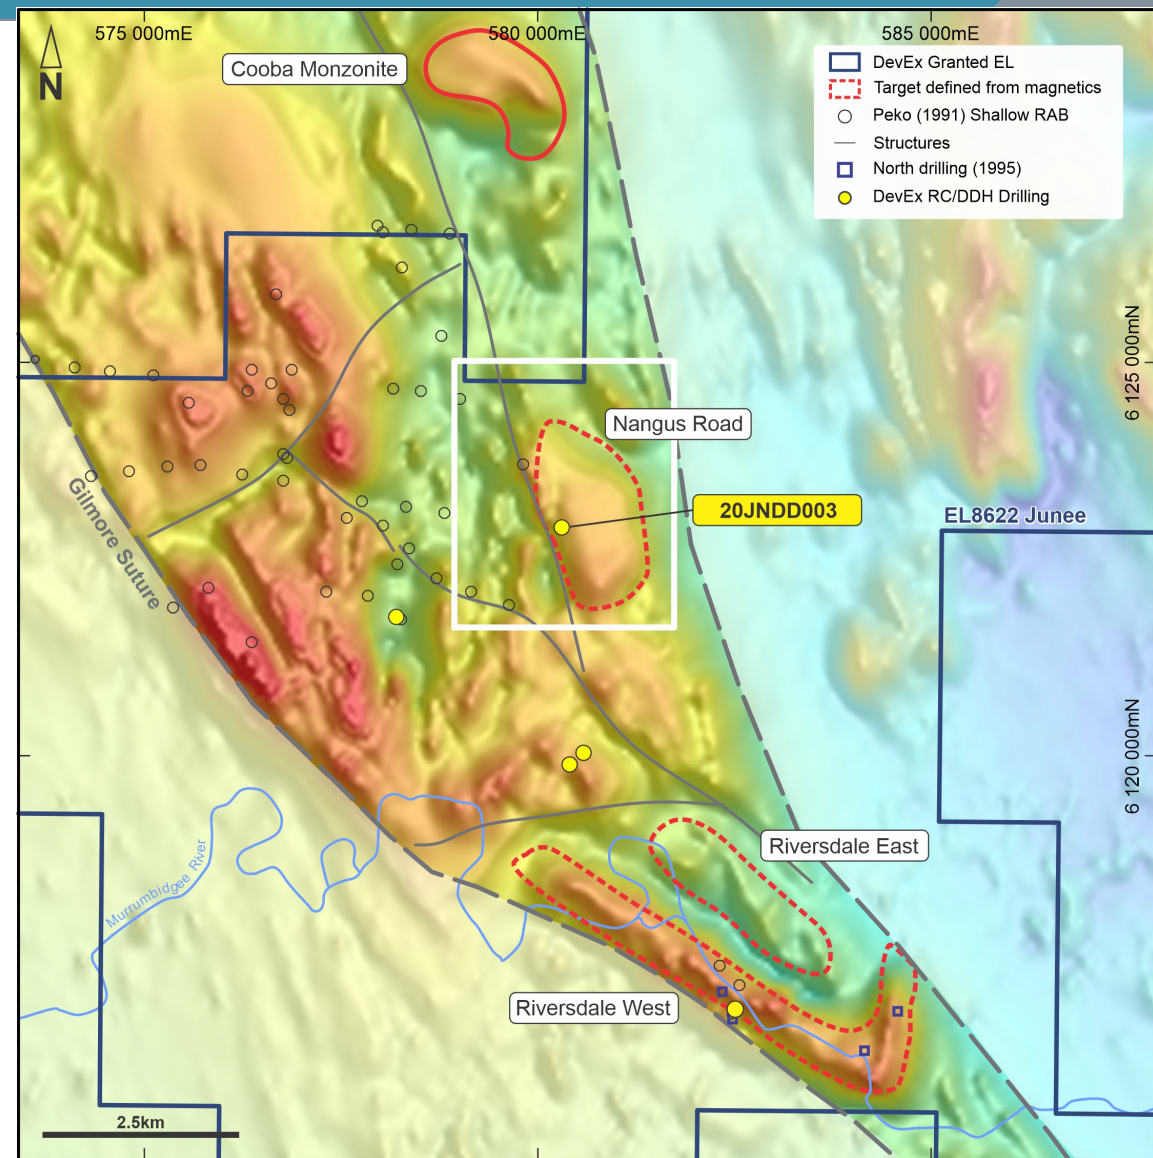 575 000mE
580 000mE
585 000mE
N
Cooba Monzonite
DevEx Granted EL
Target defined from magnetics
Peko (1991) Shallow RAB
Structures
North drilling (1995)
DevEx RC/DDH Drilling
6 125 000mN
Nangus Road
20JNDD003
Gilmore Suture
EL8622 Junee
6 120 000mN
Murrumbidgee River
Riversdale East
Riversdale West
2.5km